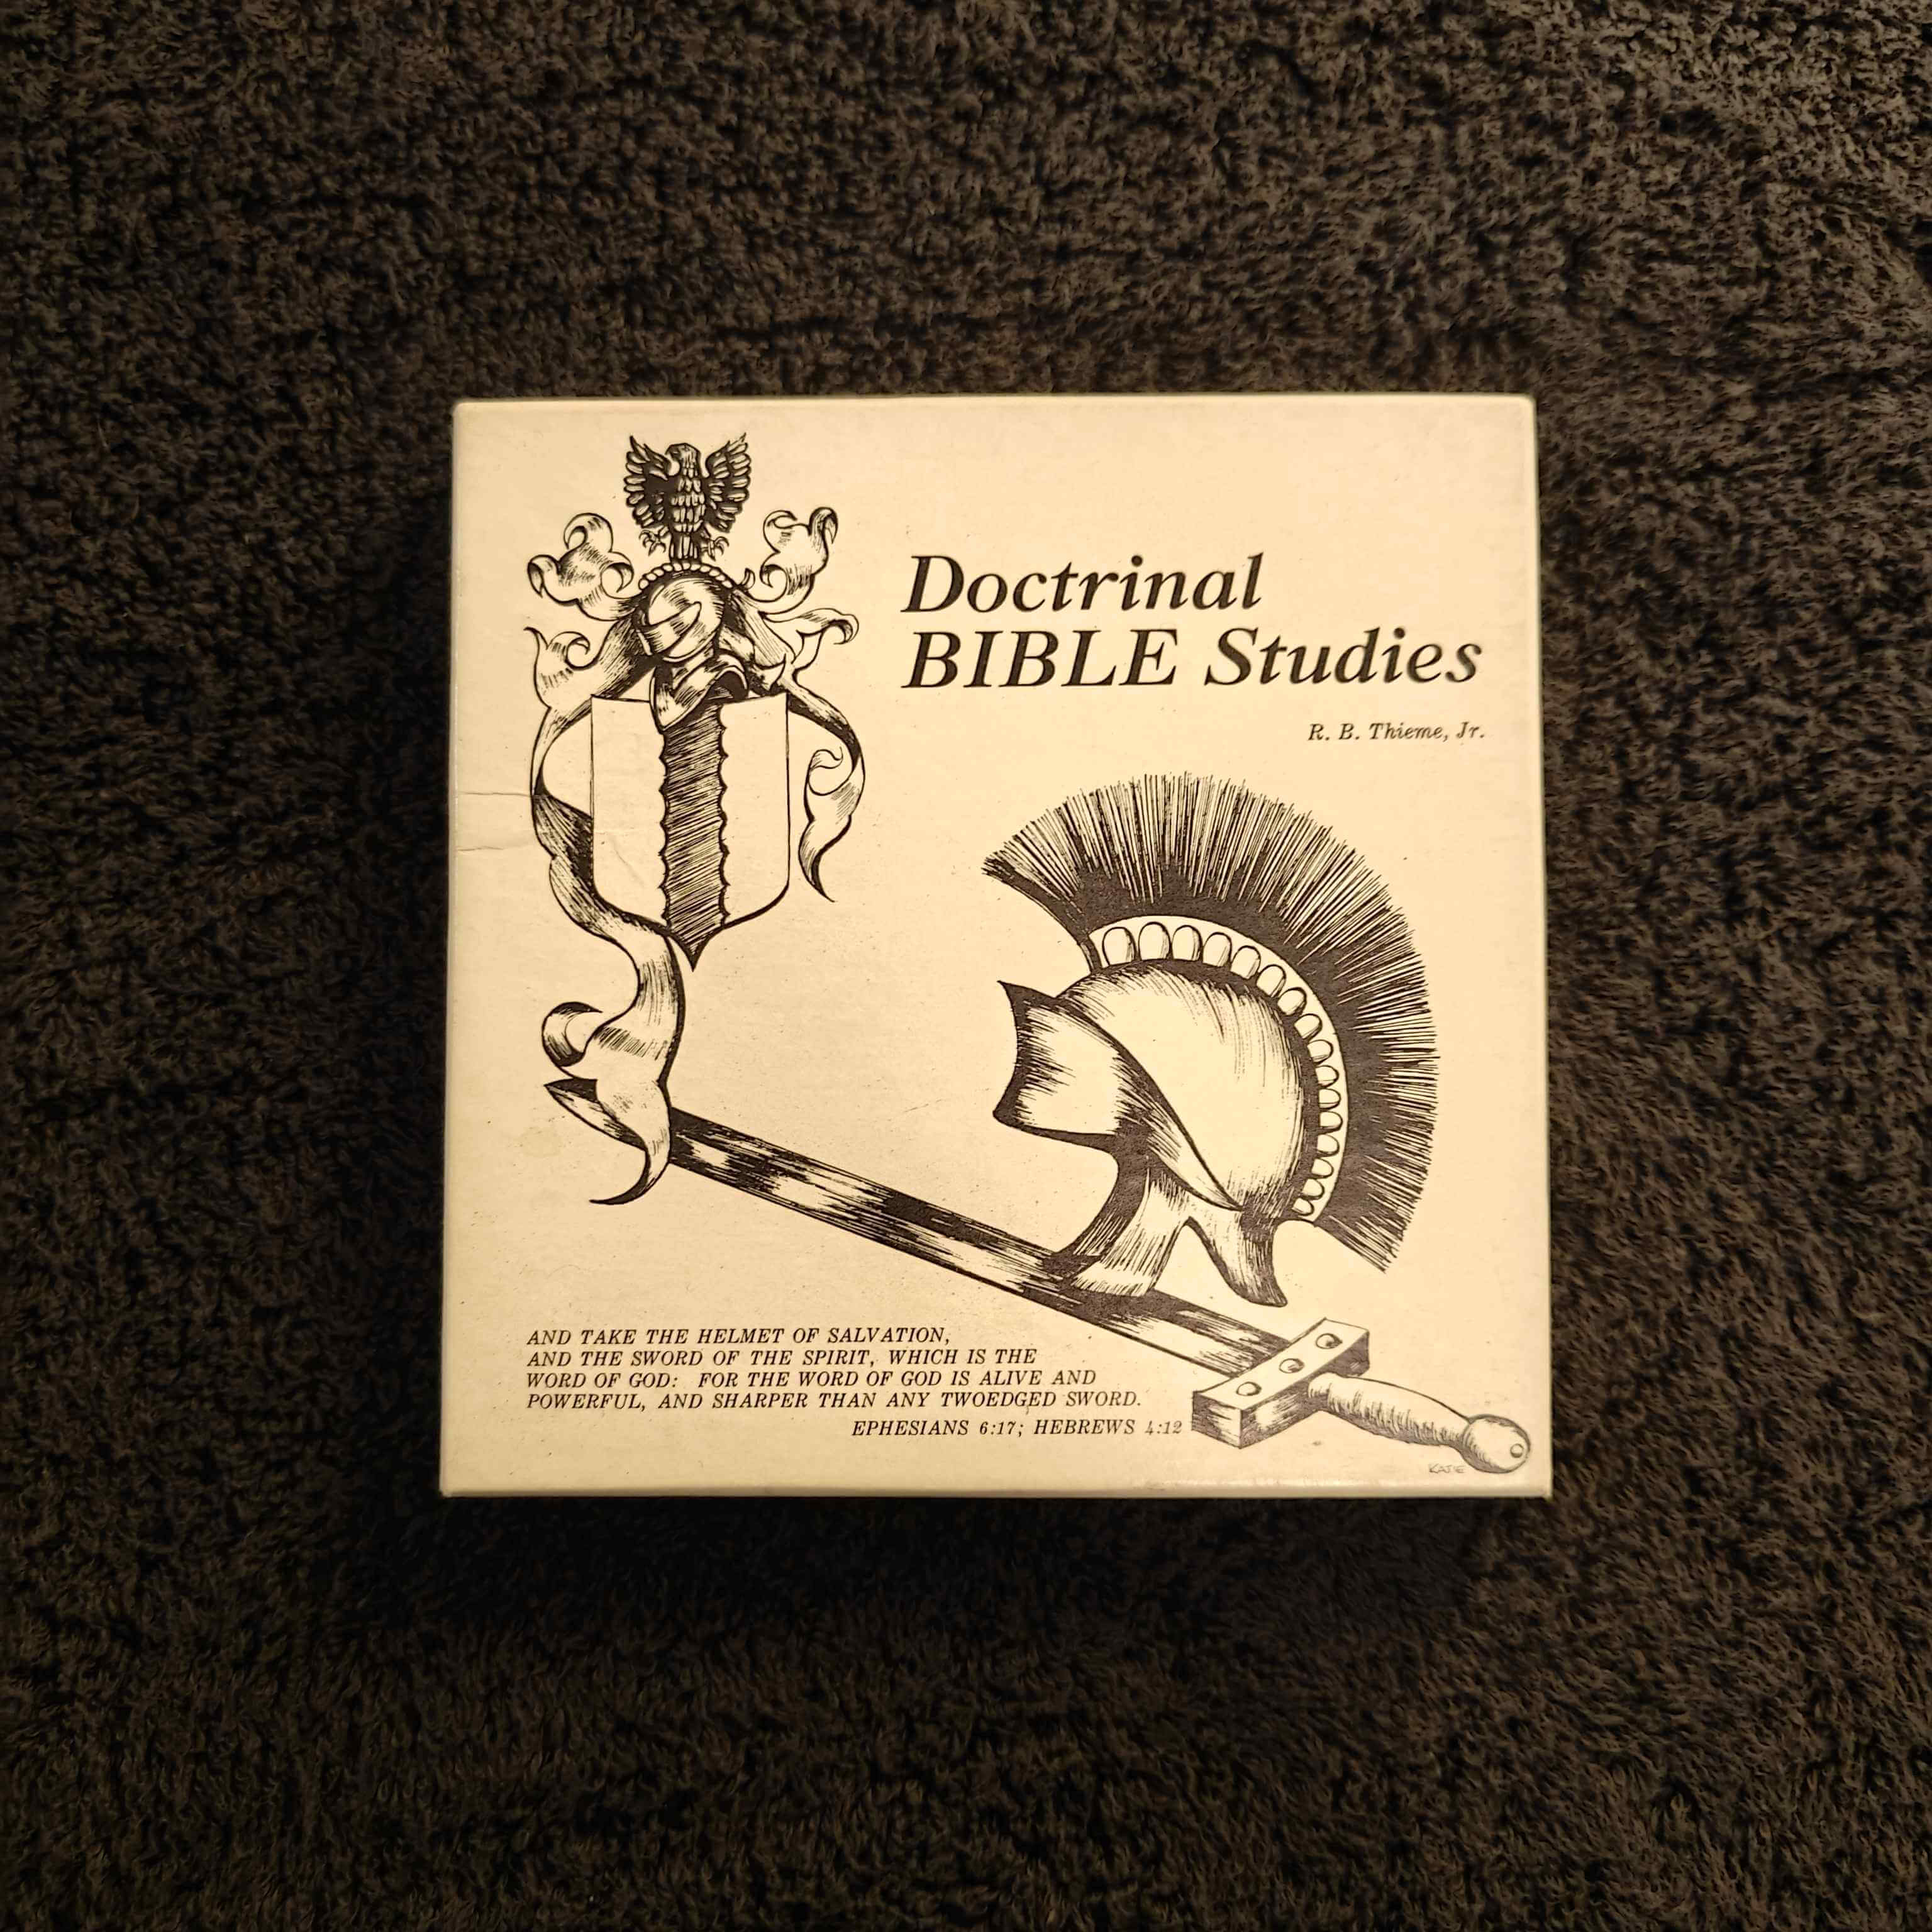 Doctrinal
BIBLE Studies
R. B. Thieme, Jr.
AND TAKE THE HELMET OF SALVATION,
AND THE SWORD OF THE SPIRIT, WHICH IS THE
WORD OF GOD: FOR THE WORD OF GOD IS ALIVE AND
POWERFUL, AND SHARPER THAN ANY TWOEDGED SWORD.
EPHESIANS 6:17; HEBREWS 4:12
KATIE